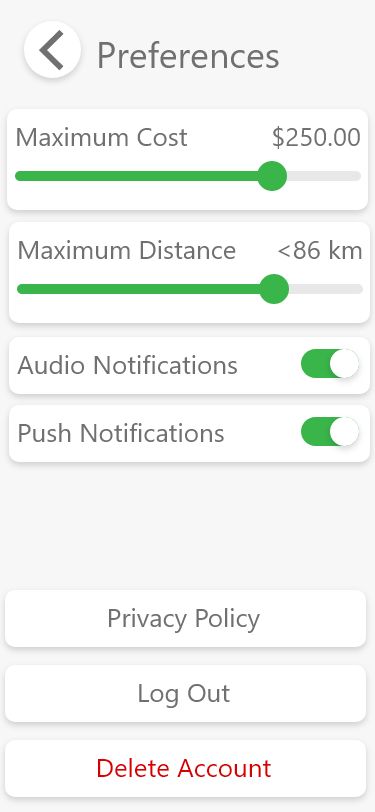 Preferences
Maximum Cost $250.00
Maximum Distance <86 km
Audio Notifications
Push Notifications
Privacy Policy
Log Out
Delete Account